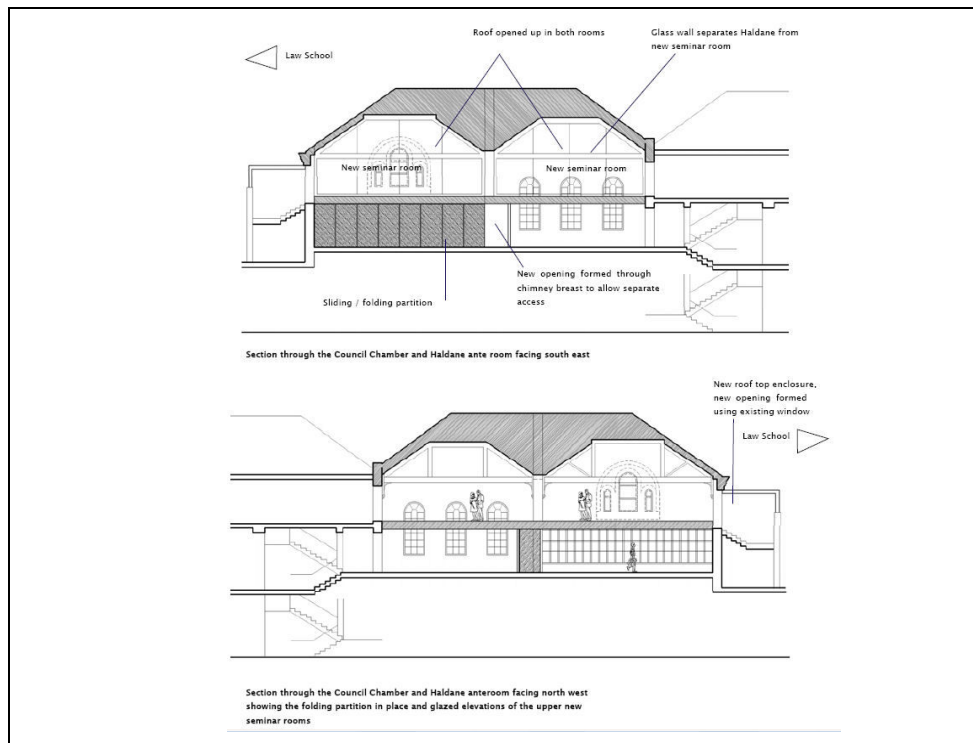 Roof opened up in both rooms
Glass wall separates Haldane from
new seminar room
Law School
New seminar room
New seminar room
New opening formed through
chimney breast to allow separate
access
Sliding / folding partition
Section through the Council Chamber and Haldane ante room facing south east
New roof top enclosure,
new opening formed
using existing window
Law School
Section through the Council Chamber and Haldane anteroom facing north west
showing the folding partition in place and glazed elevations of the upper new
seminar rooms